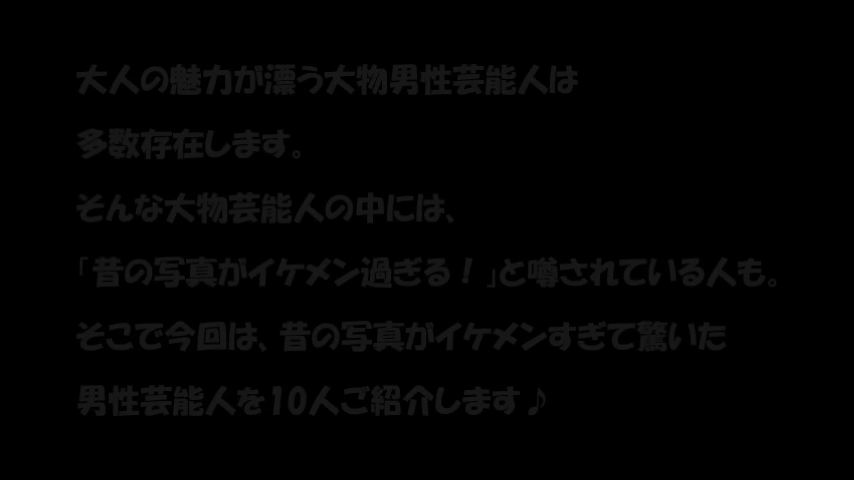 大人の魅力が漂う大物男性芸能人は
多数存在します。
そんな大物芸能人の中には、
「昔の写真がイケメン過ぎる！」と噂されている人も。
そこで今回は、昔の写真がイケメンすぎて驚いた
男性芸能人を10人ご紹介します♪